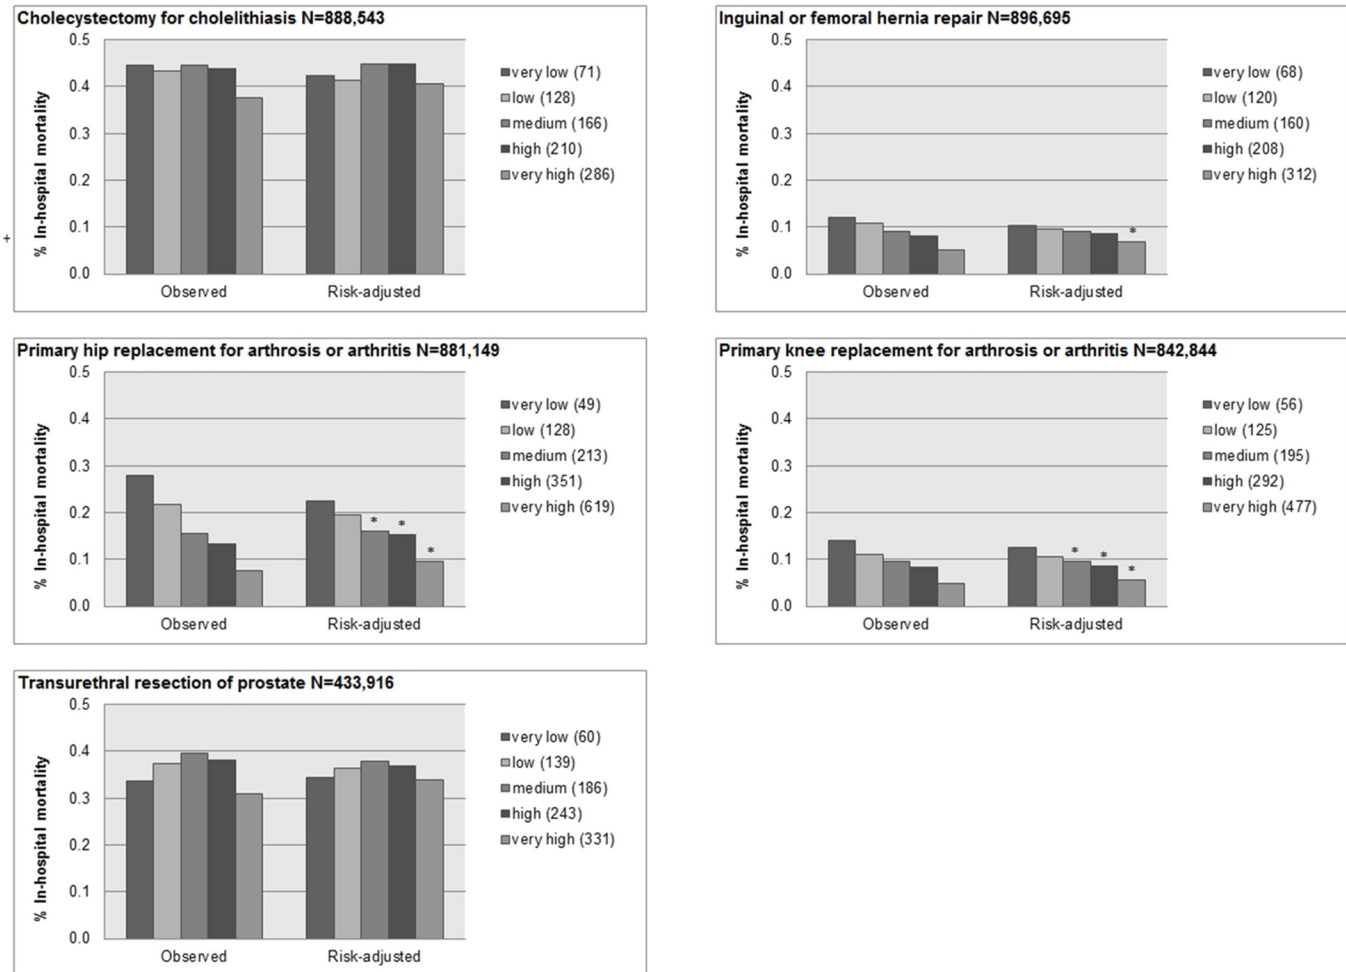 Cholecystectomy for cholelithiasis N=888,543
% In-hospital mortality
0.5
0.4
0.3
0.2
0.1
0.0
Observed
Risk-adjusted
very low (71)
low (128)
medium (166)
high (210)
very high (286)
+
Inguinal or femoral hernia repair N=896,695
% In-hospital mortality
0.5
0.4
0.3
0.2
0.1
0.0
*
Observed
Risk-adjusted
very low (68)
low (120)
medium (160)
high (208)
very high (312)
Primary hip replacement for arthrosis or arthritis N=881,149
% In-hospital mortality
0.5
0.4
0.3
0.2
0.1
0.0
* * *
Observed
Risk-adjusted
very low (49)
low (128)
medium (213)
high (351)
very high (619)
Primary knee replacement for arthrosis or arthritis N=842,844
% In-hospital mortality
0.5
0.4
0.3
0.2
0.1
0.0
* * *
Observed
Risk-adjusted
very low (56)
low (125)
medium (195)
high (292)
very high (477)
Transurethral resection of prostate N=433,916
% In-hospital mortality
0.5
0.4
0.3
0.2
0.1
0.0
Observed
Risk-adjusted
very low (60)
low (139)
medium (186)
high (243)
very high (331)